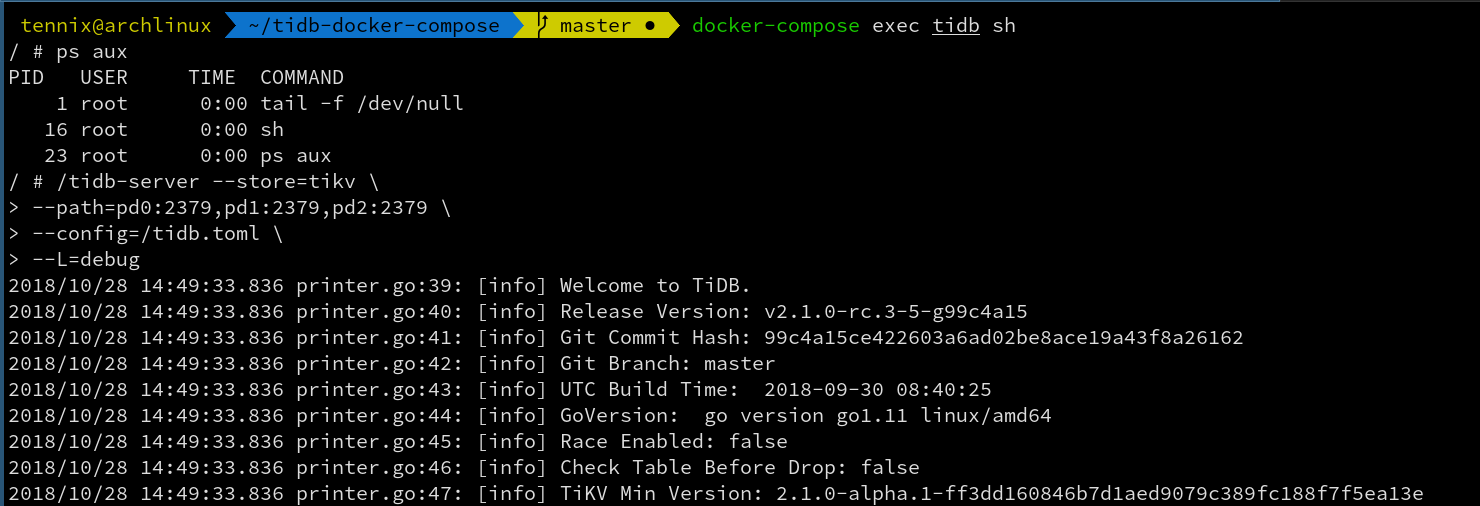 tennix@archlinux ~/tidb-docker-compose master ● docker-compose exec tidb sh
/ # ps aux
PID   USER     TIME  COMMAND
    1 root      0:00 tail -f /dev/null
   16 root      0:00 sh
   23 root      0:00 ps aux
/ # /tidb-server --store=tikv \
> --path=pd0:2379,pd1:2379,pd2:2379 \
> --config=/tidb.toml \
> --L=debug
2018/10/28 14:49:33.836 printer.go:39: [info] Welcome to TiDB.
2018/10/28 14:49:33.836 printer.go:40: [info] Release Version: v2.1.0-rc.3-5-g99c4a15
2018/10/28 14:49:33.836 printer.go:41: [info] Git Commit Hash: 99c4a15ce422603a6ad02be8ace19a43f8a26162
2018/10/28 14:49:33.836 printer.go:42: [info] Git Branch: master
2018/10/28 14:49:33.836 printer.go:43: [info] UTC Build Time:  2018-09-30 08:40:25
2018/10/28 14:49:33.836 printer.go:44: [info] GoVersion:  go version go1.11 linux/amd64
2018/10/28 14:49:33.836 printer.go:45: [info] Race Enabled: false
2018/10/28 14:49:33.836 printer.go:46: [info] Check Table Before Drop: false
2018/10/28 14:49:33.836 printer.go:47: [info] TiKV Min Version: 2.1.0-alpha.1-ff3dd160846b7d1aed9079c389fc188f7f5ea13e